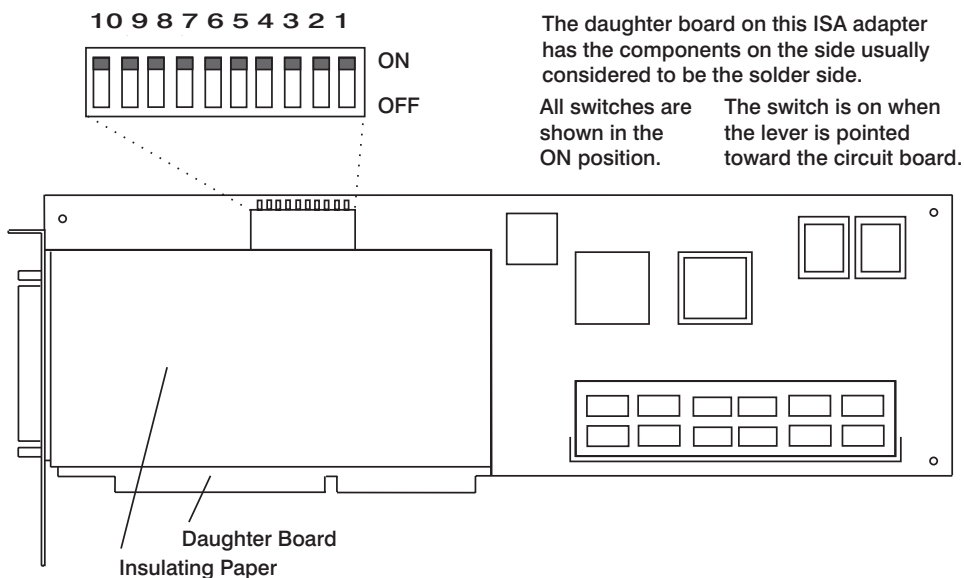 10 9 8 7 6 5 4 3 2 1
ON
OFF
The daughter board on this ISA adapter
has the components on the side usually
considered to be the solder side.
All switches are
shown in the
ON position.
The switch is on when
the lever is pointed
toward the circuit board.
Daughter Board
Insulating Paper